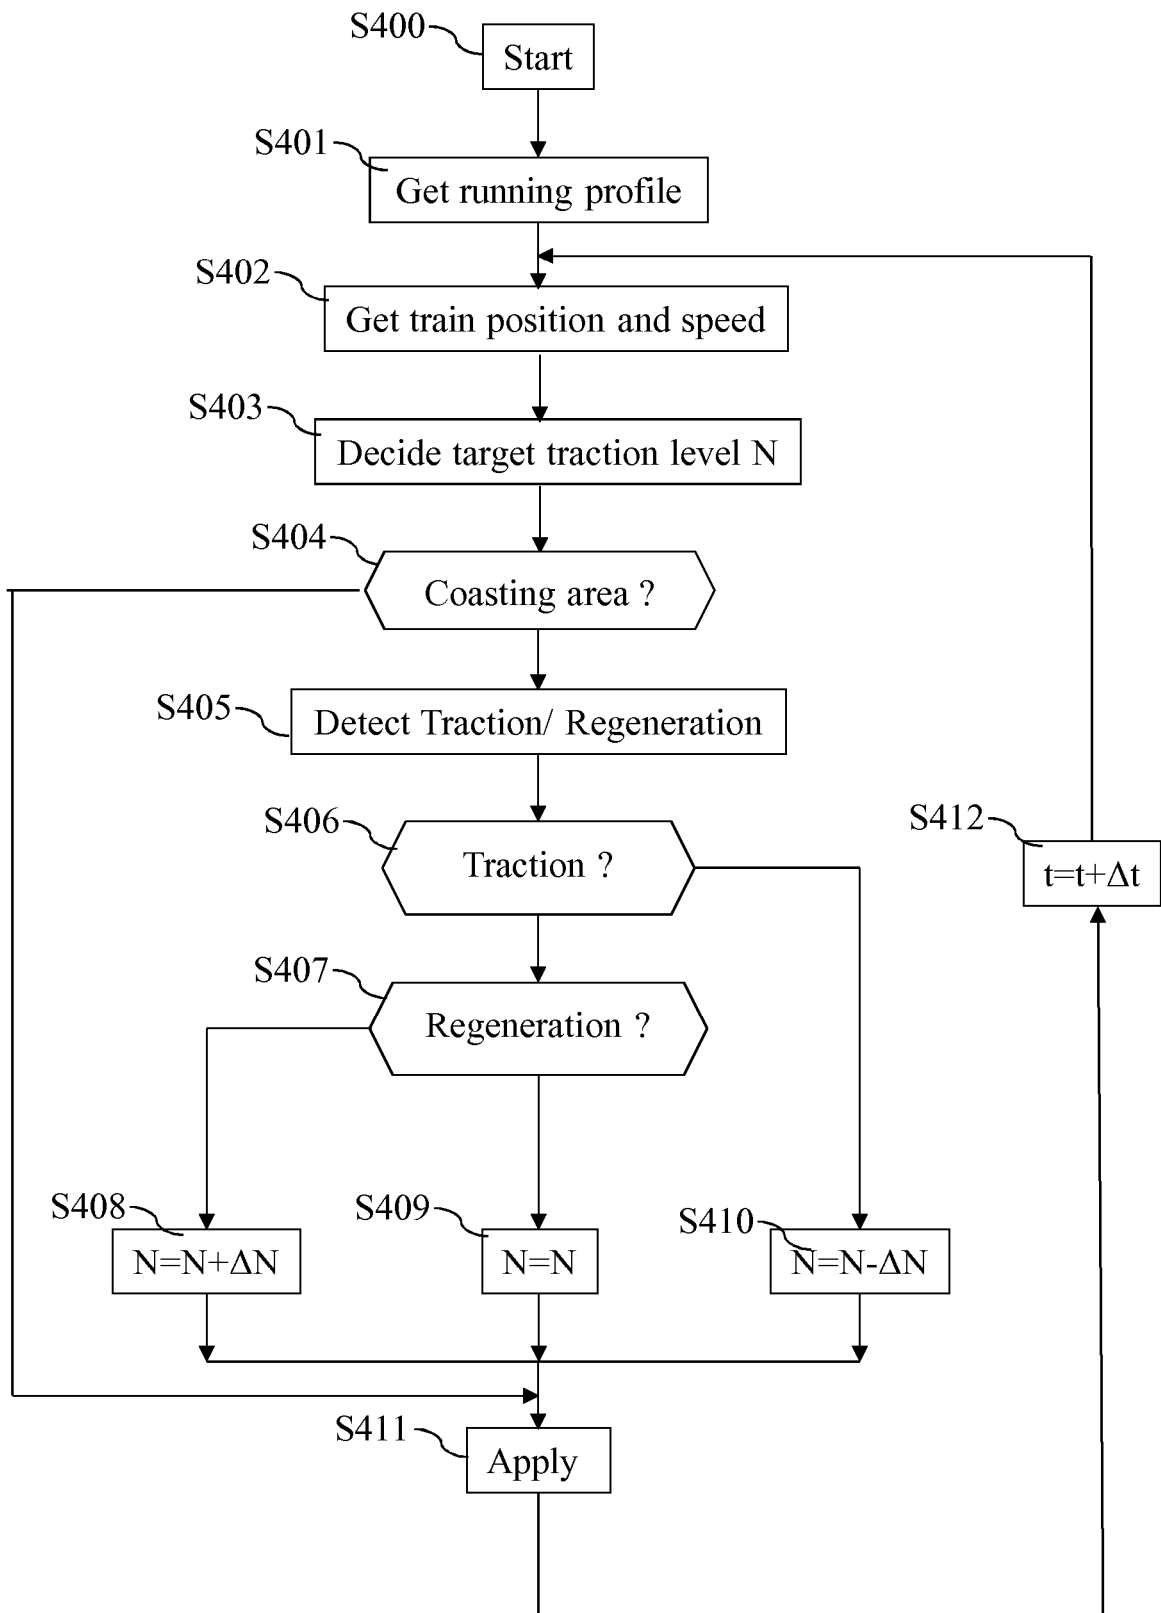 S400
Start
S401
Get running profile
S402
Get train position and speed
S403
Decide target traction level N
S404
Coasting area ?
S405
Detect Traction/ Regeneration
S406
Traction ?
S412
t=t+Δt
S407
Regeneration ?
S408
N=N+ΔN
S409
N=N
S410
N=N-ΔN
S411
Apply